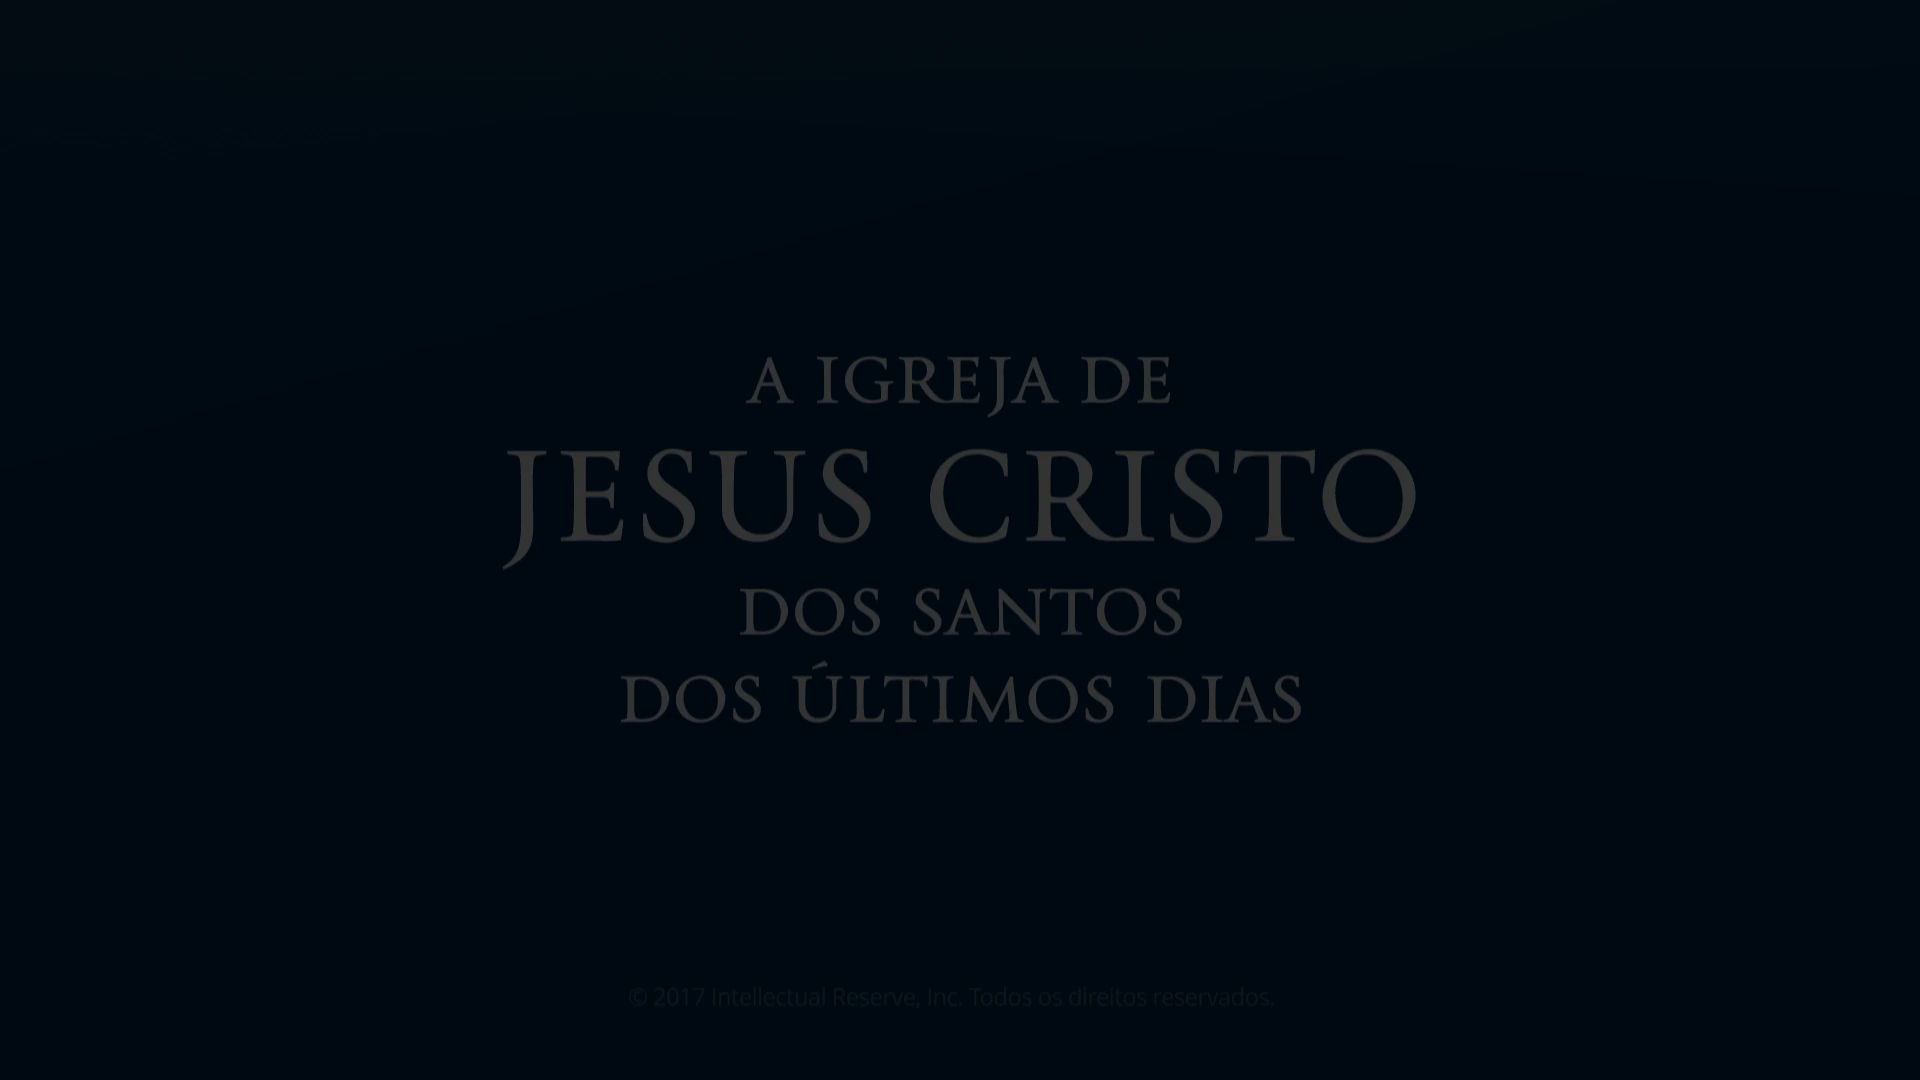 A IGREJA DE
JESUS CRISTO
DOS SANTOS
DOS ÚLTIMOS DIAS
© 2017 Intellectual Reserve, Inc. Todos os direitos reservados.